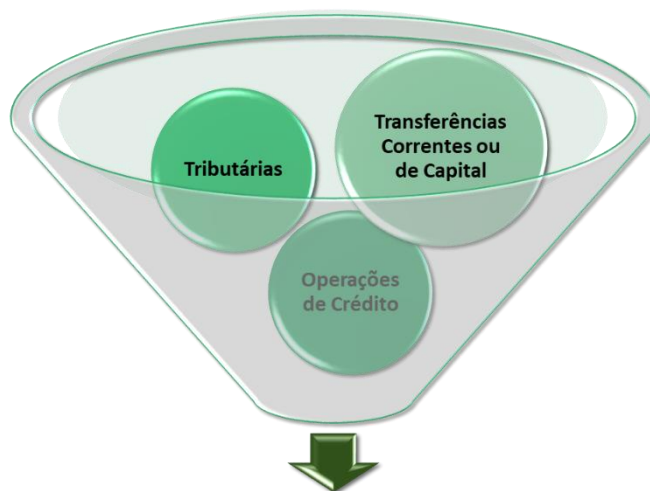 Tributárias
Transferências
Correntes ou
de Capital
Operações
de Crédito